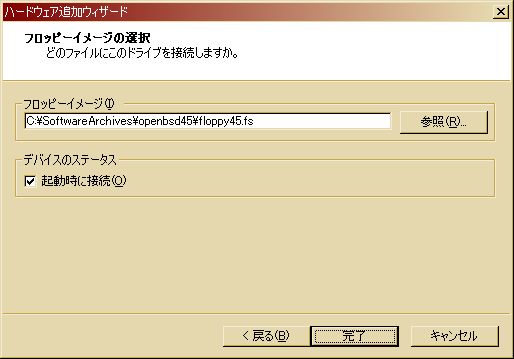 ハードウェア追加ウィザード
フロッピーイメージの選択
どのファイルにこのドライブを接続しますか。
フロッピーイメージ(I)
C:¥SoftwareArchives¥openbsd45¥floppy45.fs
参照(R)...
デバイスのステータス
起動時に接続(O)
< 戻る(B)
完了
キャンセル